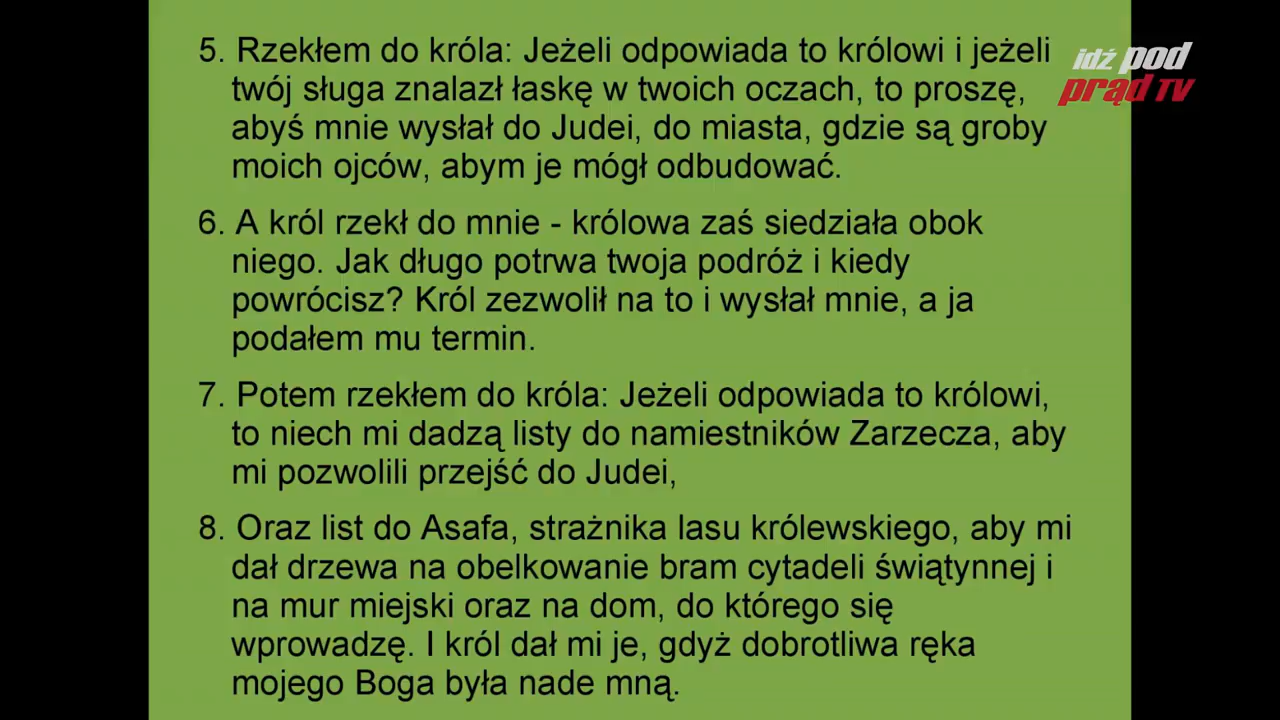 5. Rzekłem do króla: Jeżeli odpowiada to królowi i jeżeli
twój sługa znalazł łaskę w twoich oczach, to proszę,
abyś mnie wysłał do Judei, do miasta, gdzie są groby
moich ojców, abym je mógł odbudować.
6. A król rzekł do mnie - królowa zaś siedziała obok
niego. Jak długo potrwa twoja podróż i kiedy
powrócisz? Król zezwolił na to i wysłał mnie, a ja
podałem mu termin.
7. Potem rzekłem do króla: Jeżeli odpowiada to królowi,
to niech mi dadzą listy do namiestników Zarzecza, aby
mi pozwolili przejść do Judei,
8. Oraz list do Asafa, strażnika lasu królewskiego, aby mi
dał drzewa na obelkowanie bram cytadeli świątynnej i
na mur miejski oraz na dom, do którego się
wprowadzę. I król dał mi je, gdyż dobrotliwa ręka
mojego Boga była nade mną.
idź pod
prąd TV